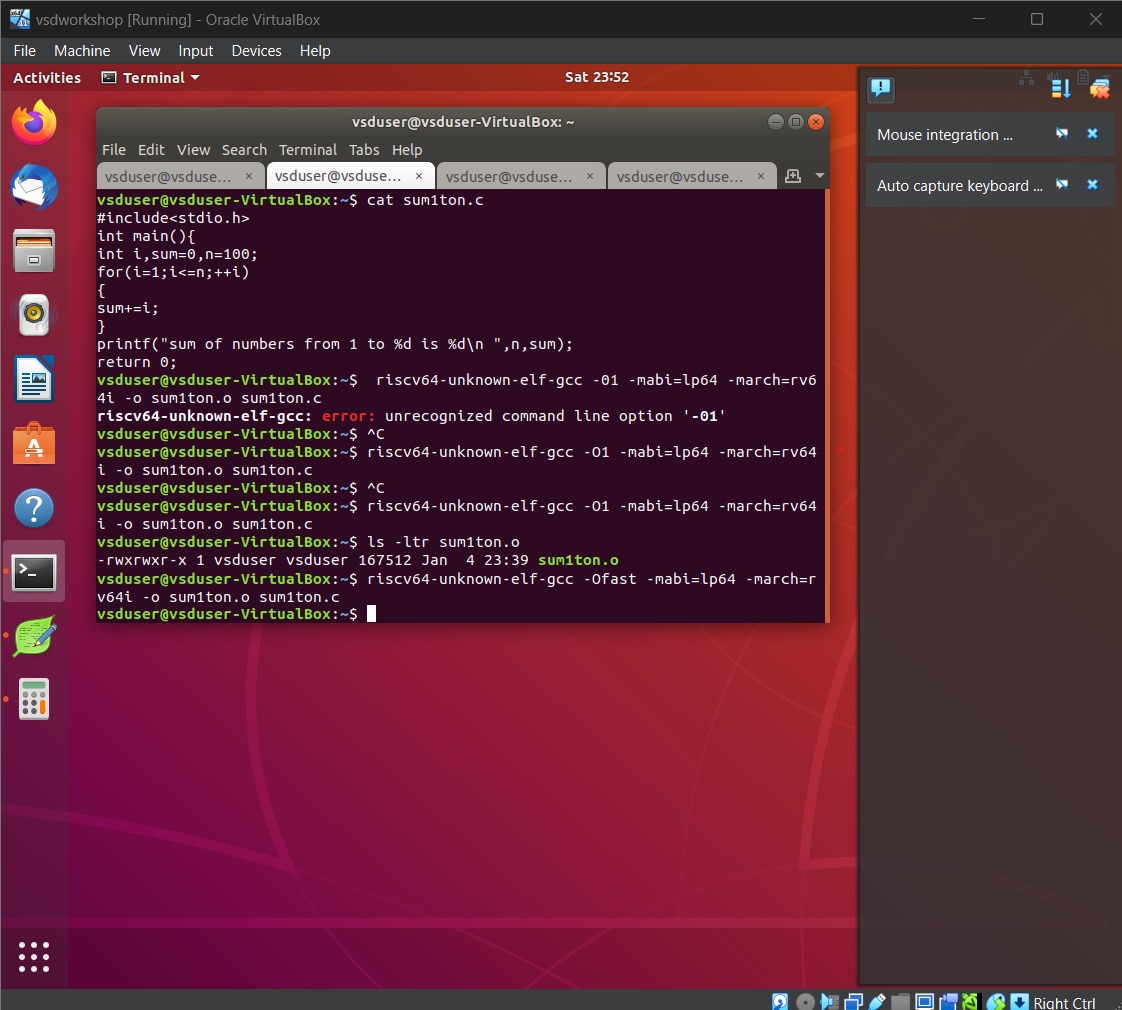 vsdworkshop [Running] - Oracle VirtualBox
File Machine View Input Devices Help
Activities Terminal Sat 23:52
Mouse integration ...
Auto capture keyboard ...
vsduser@vsduser-VirtualBox: ~
File Edit View Search Terminal Tabs Help
vsduser@vsduse... × vsduser@vsduse... × vsduser@vsduse... × vsduser@vsduse... ×
vsduser@vsduser-VirtualBox:~$ cat sum1ton.c
#include<stdio.h>
int main(){
int i,sum=0,n=100;
for(i=1;i<=n;++i)
{
sum+=i;
}
printf("sum of numbers from 1 to %d is %d\n ",n,sum);
return 0;
vsduser@vsduser-VirtualBox:~$  riscv64-unknown-elf-gcc -01 -mabi=lp64 -march=rv6
4i -o sum1ton.o sum1ton.c
riscv64-unknown-elf-gcc: error: unrecognized command line option '-01'
vsduser@vsduser-VirtualBox:~$ ^C
vsduser@vsduser-VirtualBox:~$ riscv64-unknown-elf-gcc -O1 -mabi=lp64 -march=rv64
i -o sum1ton.o sum1ton.c
vsduser@vsduser-VirtualBox:~$ ^C
vsduser@vsduser-VirtualBox:~$ riscv64-unknown-elf-gcc -O1 -mabi=lp64 -march=rv64
i -o sum1ton.o sum1ton.c
vsduser@vsduser-VirtualBox:~$ ls -ltr sum1ton.o
-rwxrwxr-x 1 vsduser vsduser 167512 Jan  4 23:39 sum1ton.o
vsduser@vsduser-VirtualBox:~$ riscv64-unknown-elf-gcc -Ofast -mabi=lp64 -march=r
v64i -o sum1ton.o sum1ton.c
vsduser@vsduser-VirtualBox:~$
Right Ctrl